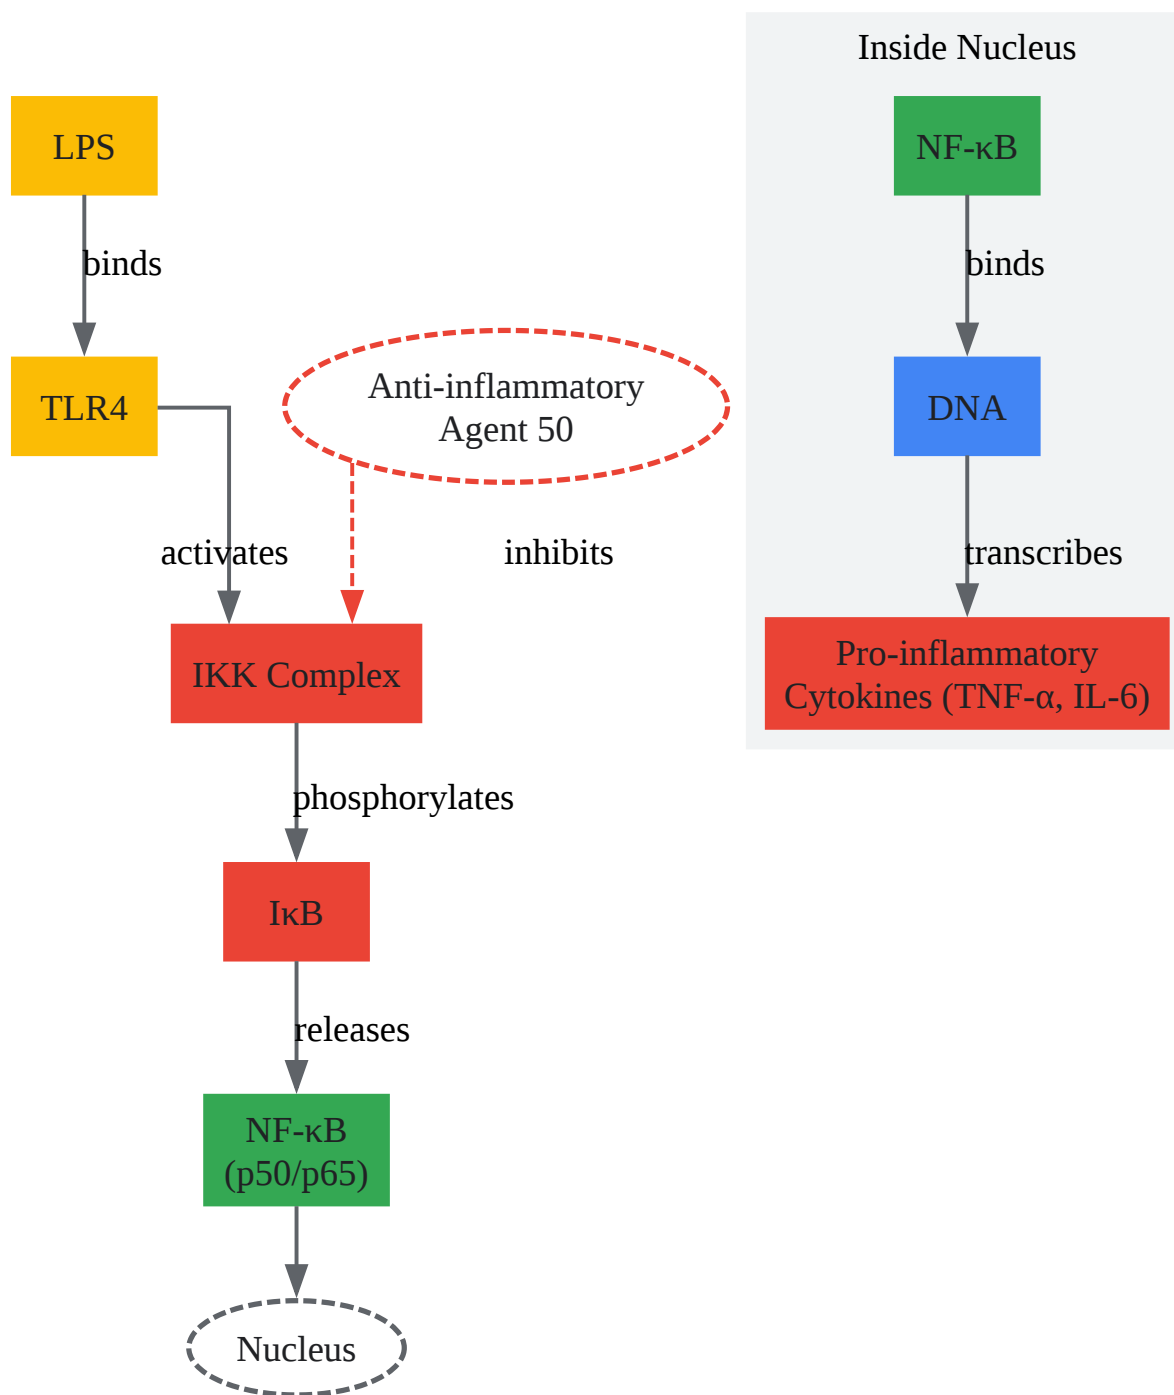 Inside Nucleus
LPS
NF-κB
binds
binds
TLR4
Anti-inflammatory
Agent 50
DNA
activates
inhibits
transcribes
IKK Complex
Pro-inflammatory
Cytokines (TNF-α, IL-6)
phosphorylates
IκB
releases
NF-κB
(p50/p65)
Nucleus